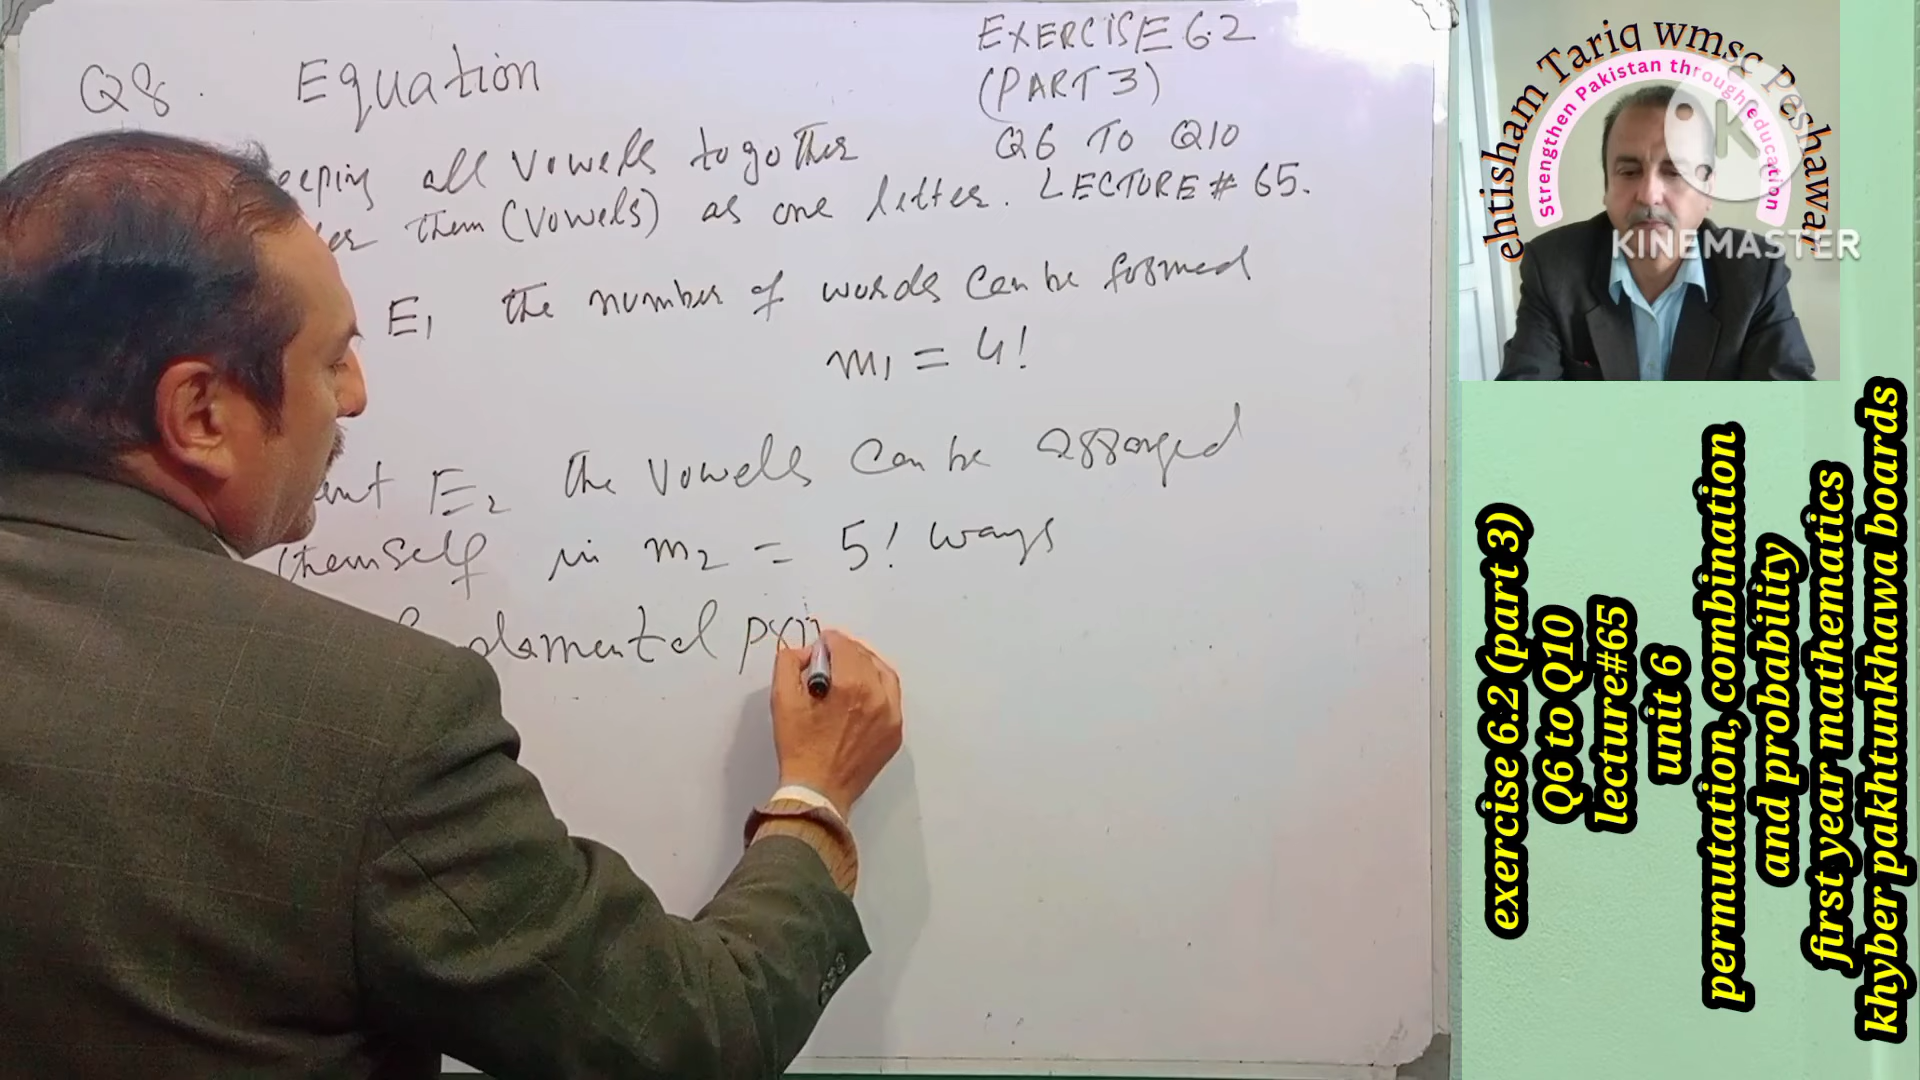 Q8. Equation
EXERCISE 6.2
(PART 3)
Q6 TO Q10
LECTURE # 65.
all Vowels togother
them (Vowels) as one letter.
E1 the number of words can be formed
m1 = 4!
E2 the vowels can be arranged
themself in m2 = 5! ways
ehtisham Tariq wmsg Peshawar
Strengthen Pakistan through education
K
KINEMASTER
exercise 6.2 (part 3)
Q6 to Q10
lecture#65
unit 6
permutation, combination
and probability
first year mathematics
khyber pakhtunkhawa boards